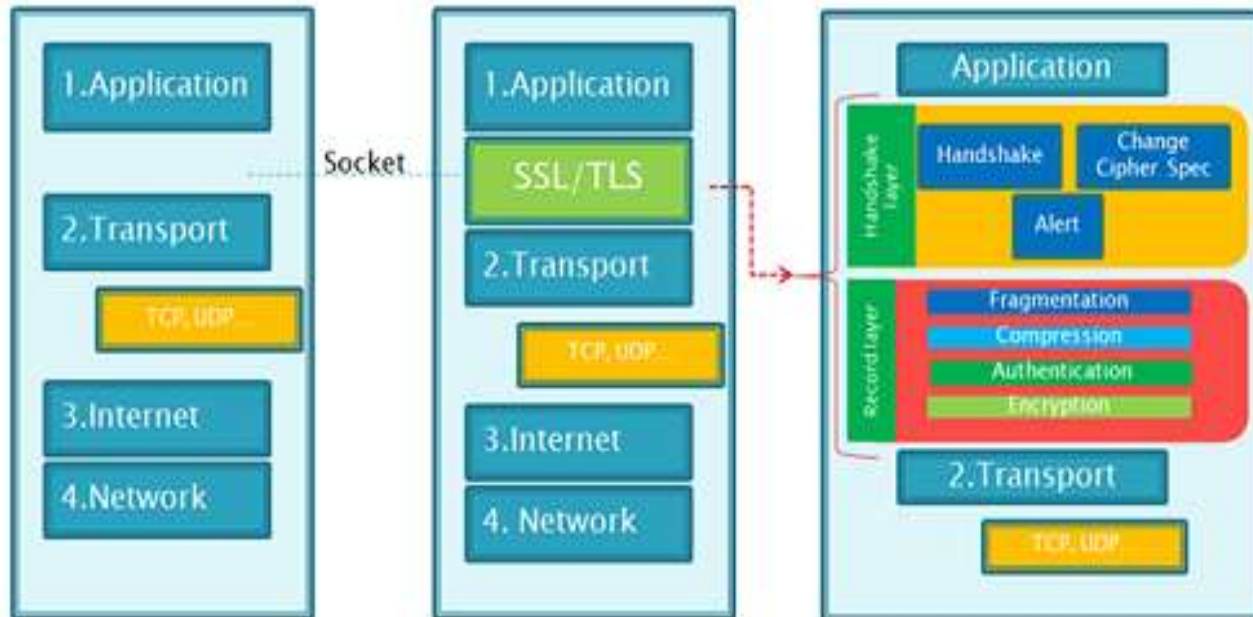 1.Application
Socket
2.Transport
TCP, UDP...
3.Internet
4.Network
1.Application
SSL/TLS
2.Transport
TCP, UDP...
3.Internet
4. Network
Application
Handshake
layer
Handshake
Change
Cipher Spec
Alert
Record layer
Fragmentation
Compression
Authentication
Encryption
2.Transport
TCP, UDP